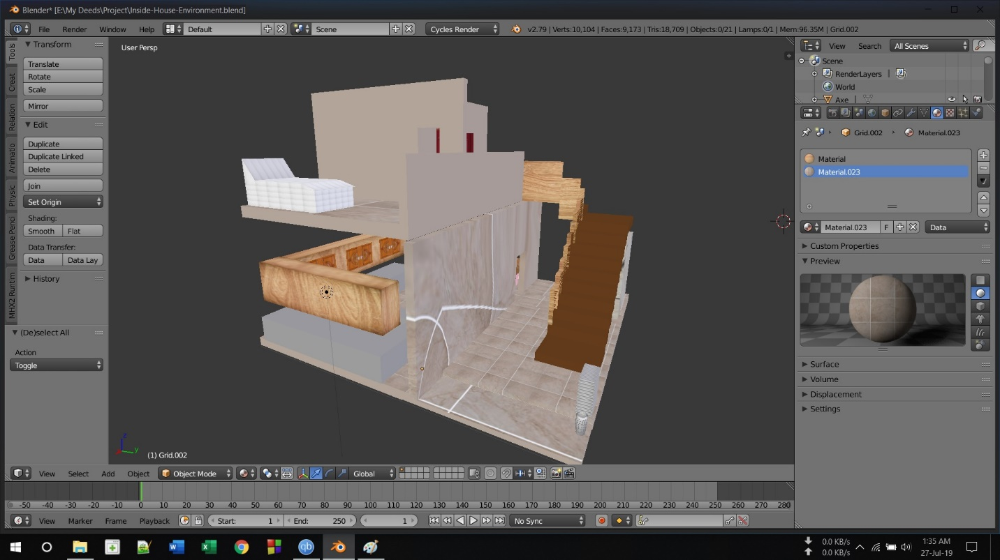 Blender* [E:\My Deeds\Project\Inside-House-Environment.blend]
File Render Window Help Default Scene Cycles Render v2.79 | Verts:10,104 | Faces:9,173 | Tris:18,709 | Objects:0/21 | Lamps:0/1 | Mem:96.35M | Grid.002
Tools
Creat
Relation
Animatio
Physic
Grease Penci
MHX2 Runtim
Transform
Translate
Rotate
Scale
Mirror
Edit
Duplicate
Duplicate Linked
Delete
Join
Set Origin
Shading:
Smooth Flat
Data Transfer:
Data Data Lay
History
(De)select All
Action
Toggle
User Persp
z
y
(1) Grid.002
View Search All Scenes
Scene
RenderLayers |
World
Axe |
Grid.002 Material.023
Material
Material.023
Material.023 F Data
Custom Properties
Preview
Surface
Volume
Displacement
Settings
View Select Add Object Object Mode Global
-50 -40 -30 -20 -10 0 10 20 30 40 50 60 70 80 90 100 110 120 130 140 150 160 170 180 190 200 210 220 230 240 250 260 270 280
View Marker Frame Playback Start: 1 End: 250 1 No Sync
0.0 KB/s
0.0 KB/s
1:35 AM
27-Jul-19